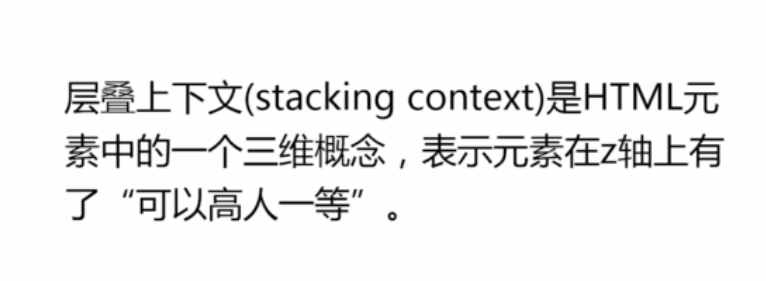 层叠上下文(stacking context)是HTML元
素中的一个三维概念，表示元素在z轴上有
了“可以高人一等”。